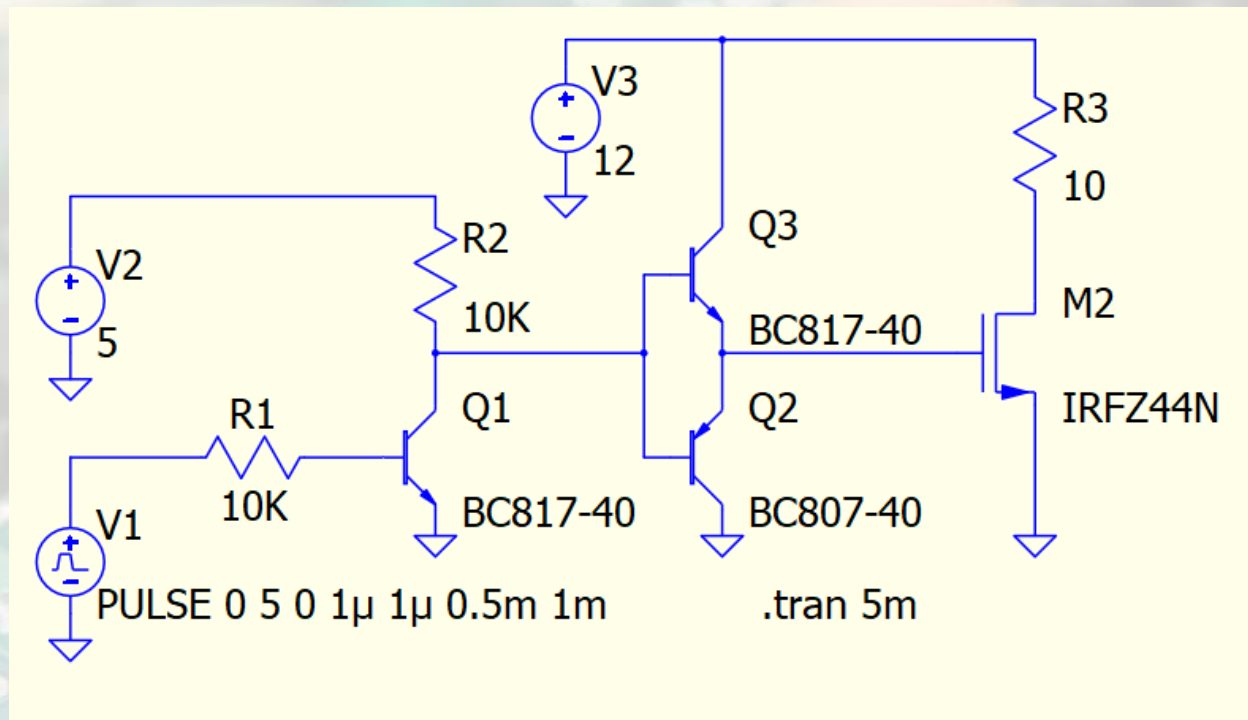 V3
12
R3
10
V2
5
R2
10K
Q3
BC817-40
M2
IRFZ44N
R1
10K
Q1
BC817-40
Q2
BC807-40
V1
PULSE 0 5 0 1µ 1µ 0.5m 1m
.tran 5m